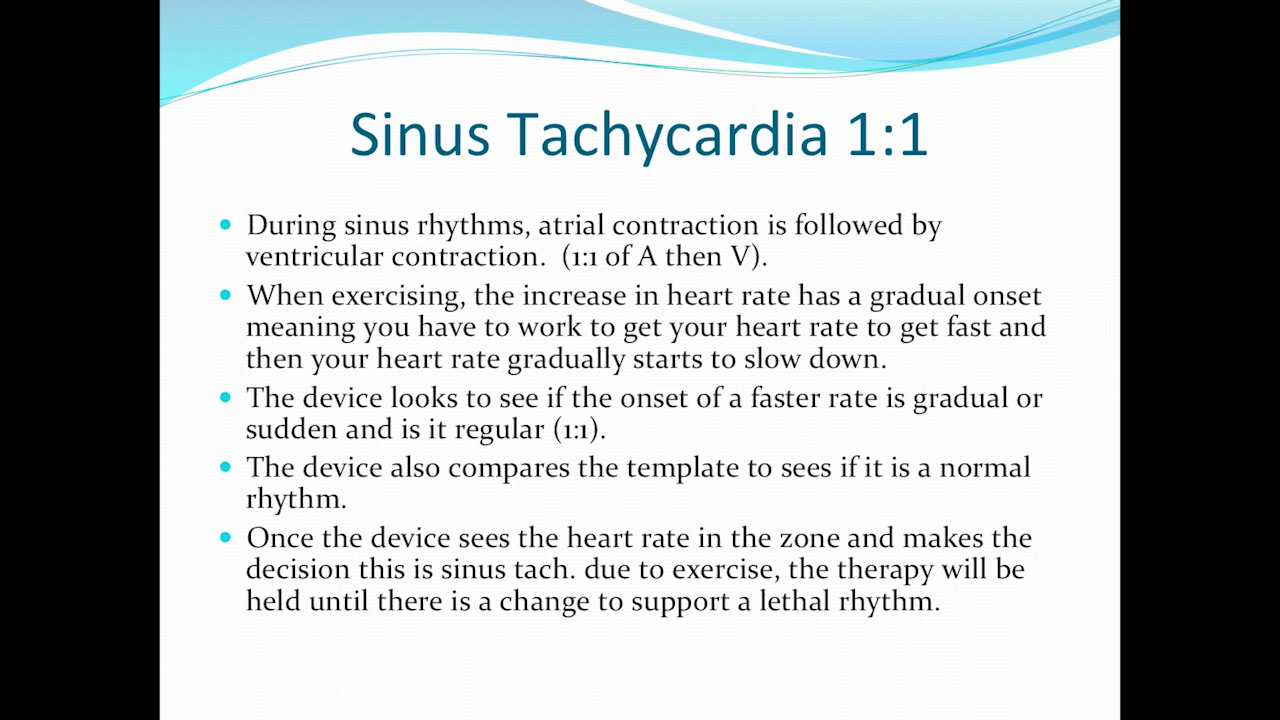 Sinus Tachycardia 1:1
• During sinus rhythms, atrial contraction is followed by
ventricular contraction.  (1:1 of A then V).
• When exercising, the increase in heart rate has a gradual onset
meaning you have to work to get your heart rate to get fast and
then your heart rate gradually starts to slow down.
• The device looks to see if the onset of a faster rate is gradual or
sudden and is it regular (1:1).
• The device also compares the template to sees if it is a normal
rhythm.
• Once the device sees the heart rate in the zone and makes the
decision this is sinus tach. due to exercise, the therapy will be
held until there is a change to support a lethal rhythm.